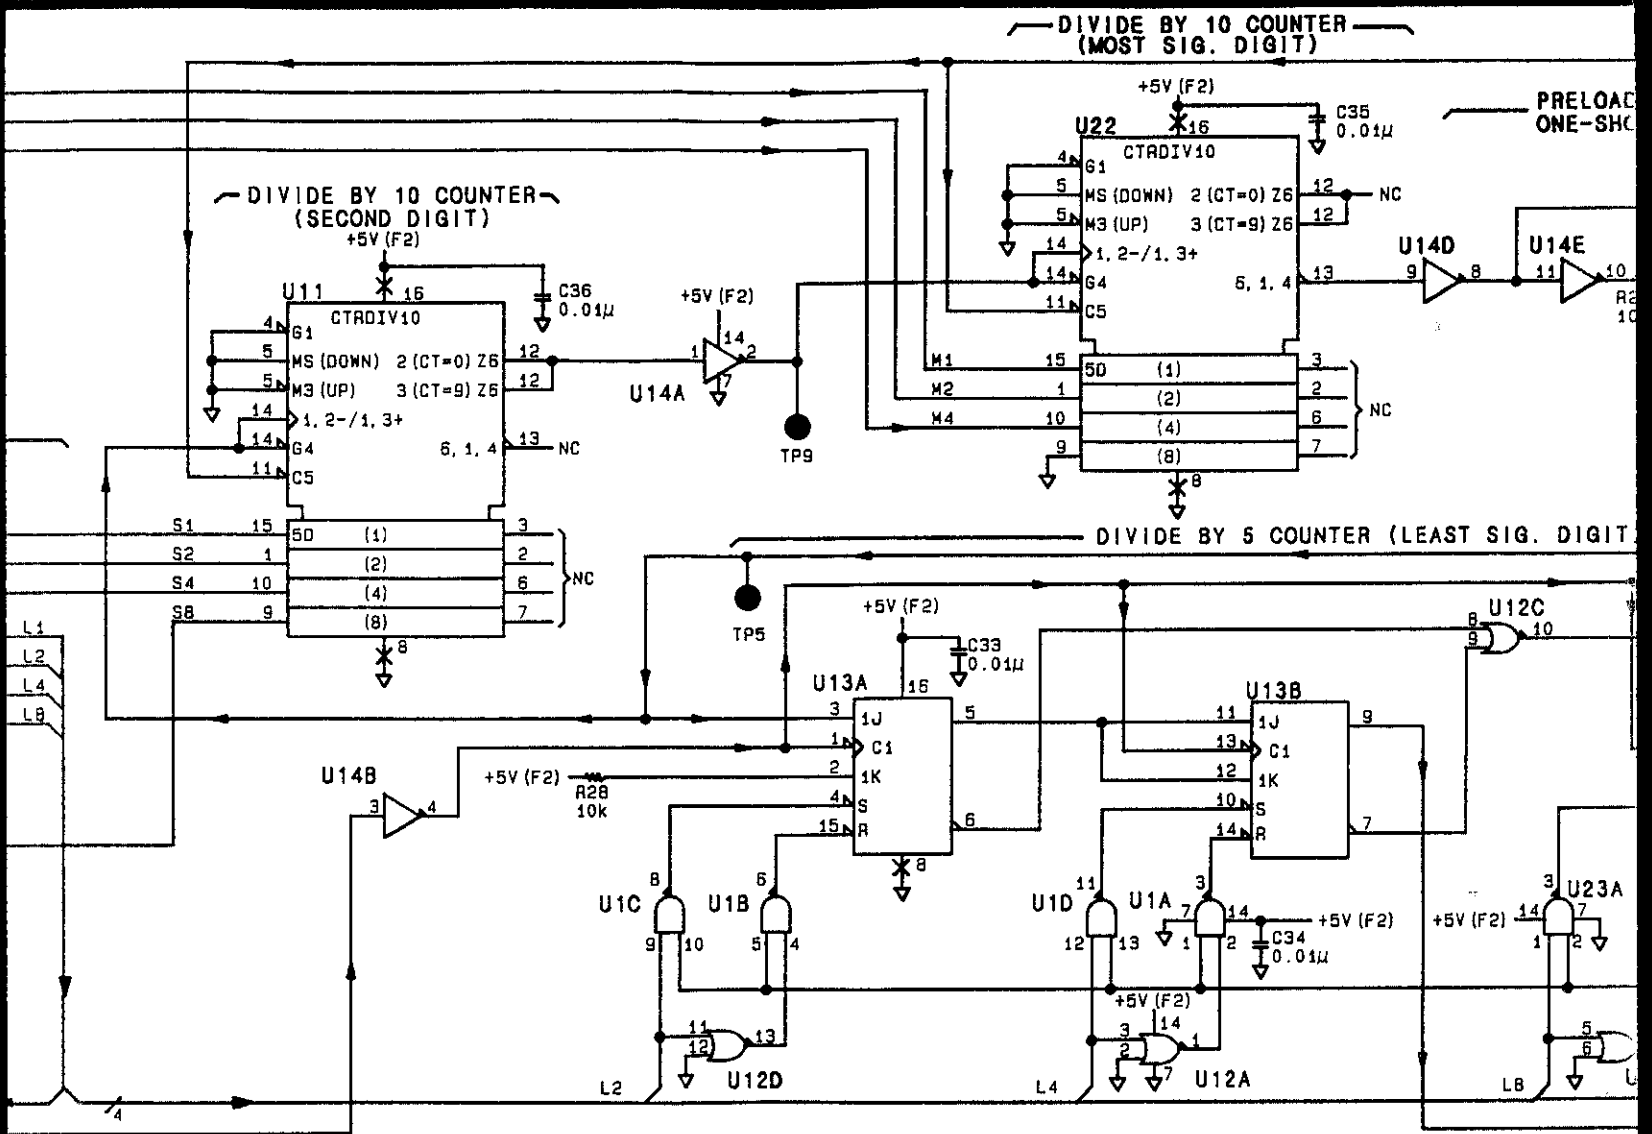 DIVIDE BY 10 COUNTER
(MOST SIG. DIGIT)
+5V (F2)
C35
0.01µ
PRELOAD
ONE-SHO
U22
16
CTRDIV10
4 G1
5 MS (DOWN) 2 (CT=0) Z6 12 NC
5 M3 (UP) 3 (CT=9) Z6 12
14 1, 2-/1, 3+
14 G4 6, 1, 4 13
11 C5
U14D
9 8
U14E
11 10
M1 15 5D (1) 3
M2 1 (2) 2
M4 10 (4) 6
9 (8) 7
NC
8
DIVIDE BY 10 COUNTER
(SECOND DIGIT)
+5V (F2)
C36
0.01µ
U11
16
CTRDIV10
4 G1
5 MS (DOWN) 2 (CT=0) Z6 12
5 M3 (UP) 3 (CT=9) Z6 12
14 1, 2-/1, 3+
14 G4 6, 1, 4 13 NC
11 C5
S1 15 5D (1) 3
S2 1 (2) 2
S4 10 (4) 6
S8 9 (8) 7
NC
8
+5V (F2)
14
1 2
7
U14A
TP9
L1
L2
L4
L8
DIVIDE BY 5 COUNTER (LEAST SIG. DIGIT
TP5
+5V (F2)
C33
0.01µ
U12C
8
9 10
U13A
16
3 1J 5
1 C1
2 1K
4 S
15 R 6
8
U13B
11 1J 9
13 C1
12 1K
10 S
14 R 7
U14B
3 4
+5V (F2)
R28
10k
U1C
8
9 10
U1B
6
5 4
U1D
11
12 13
U1A
3
7 14
1 2
+5V (F2)
C34
0.01µ
U23A
3
+5V (F2) 14 7
1 2
11
12 13
U12D
+5V (F2)
14
3
2 1
7
U12A
5
6
L2
L4
L8
4